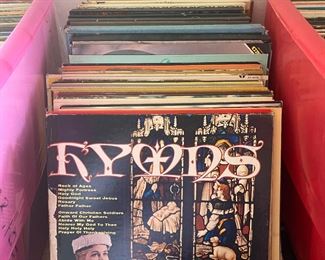 HYMNS
Rock of Ages
Mighty Fortress
Holy God
Goodnight Sweet Jesus
Rosary
Father Father
Onward Christian Soldiers
Faith Of Our Fathers
Abide With Me
Nearer My God To Thee
Holy Holy Holy
Prayer Of